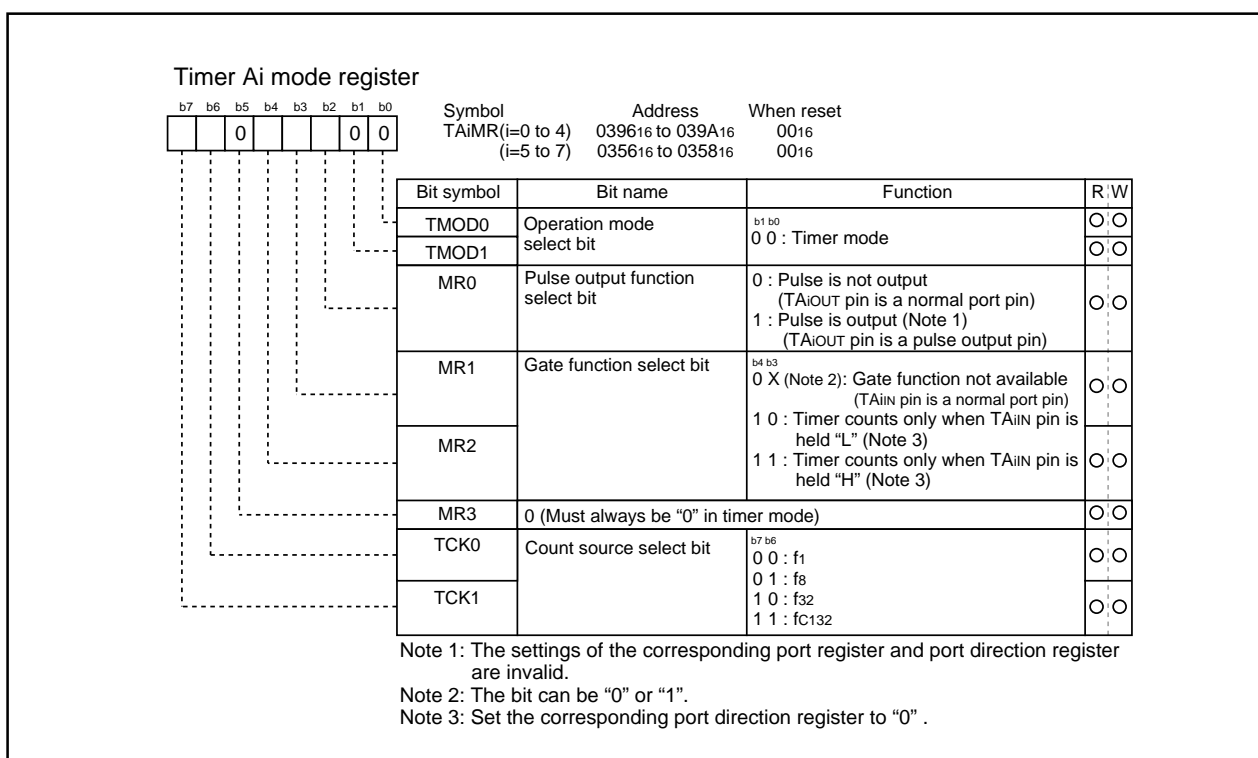 Timer Ai mode register
b7 b6 b5 b4 b3 b2 b1 b0
0 0 0
Symbol Address When reset
TAiMR(i=0 to 4) 039616 to 039A16 0016
(i=5 to 7) 035616 to 035816 0016
Bit symbol Bit name Function R W
TMOD0 Operation mode select bit b1 b0
TMOD1 0 0 : Timer mode
MR0 Pulse output function select bit 0 : Pulse is not output
(TAiOUT pin is a normal port pin)
1 : Pulse is output (Note 1)
(TAiOUT pin is a pulse output pin)
MR1 Gate function select bit b4 b3
0 X (Note 2): Gate function not available
(TAiIN pin is a normal port pin)
1 0 : Timer counts only when TAiIN pin is
held “L” (Note 3)
MR2 1 1 : Timer counts only when TAiIN pin is
held “H” (Note 3)
MR3 0 (Must always be “0” in timer mode)
TCK0 Count source select bit b7 b6
0 0 : f1
0 1 : f8
TCK1 1 0 : f32
1 1 : fC132
Note 1: The settings of the corresponding port register and port direction register
are invalid.
Note 2: The bit can be “0” or “1”.
Note 3: Set the corresponding port direction register to “0” .